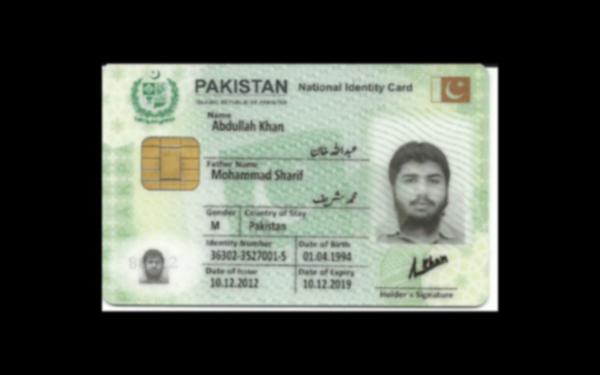 PAKISTAN National Identity Card
ISLAMIC REPUBLIC OF PAKISTAN
Name
Abdullah Khan
عبداللہ خان
Father Name
Mohammad Sharif
محمد شریف
Gender Country of Stay
M Pakistan
Identity Number Date of Birth
36302-3527001-5 01.04.1994
Date of Issue Date of Expiry
10.12.2012 10.12.2019
Holder's Signature